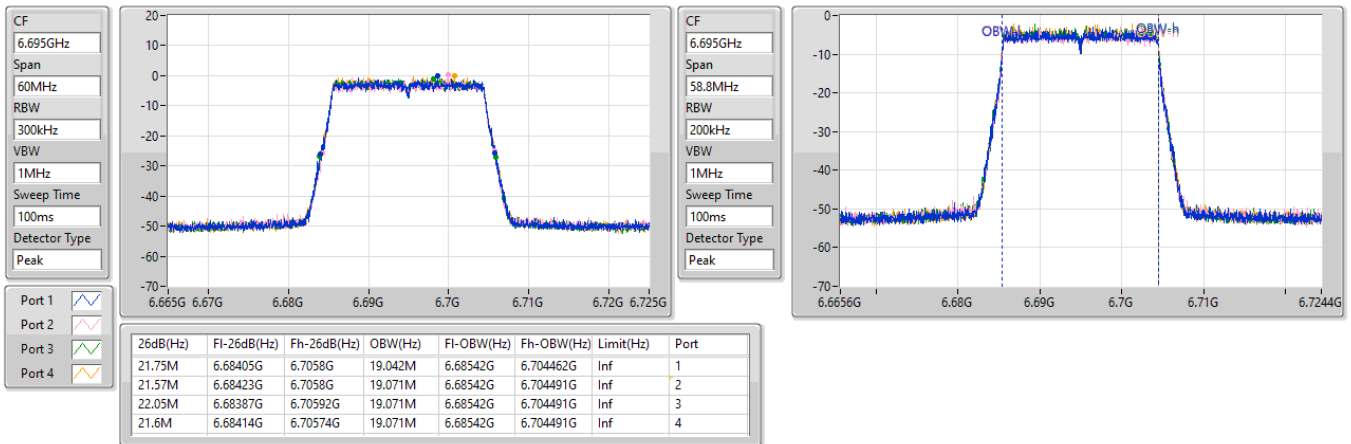 CF
6.695GHz
Span
60MHz
RBW
300kHz
VBW
1MHz
Sweep Time
100ms
Detector Type
Peak
20
10
0
-10
-20
-30
-40
-50
-60
-70
6.665G 6.67G 6.68G 6.69G 6.7G 6.71G 6.72G 6.725G
CF
6.695GHz
Span
58.8MHz
RBW
200kHz
VBW
1MHz
Sweep Time
100ms
Detector Type
Peak
0
-10
-20
-30
-40
-50
-60
-70
OBW-h
6.6656G 6.68G 6.69G 6.7G 6.71G 6.7244G
Port 1
Port 2
Port 3
Port 4
26dB(Hz) Fl-26dB(Hz) Fh-26dB(Hz) OBW(Hz) Fl-OBW(Hz) Fh-OBW(Hz) Limit(Hz) Port
21.75M 6.68405G 6.7058G 19.042M 6.68542G 6.704462G Inf 1
21.57M 6.68423G 6.7058G 19.071M 6.68542G 6.704491G Inf 2
22.05M 6.68387G 6.70592G 19.071M 6.68542G 6.704491G Inf 3
21.6M 6.68414G 6.70574G 19.071M 6.68542G 6.704491G Inf 4